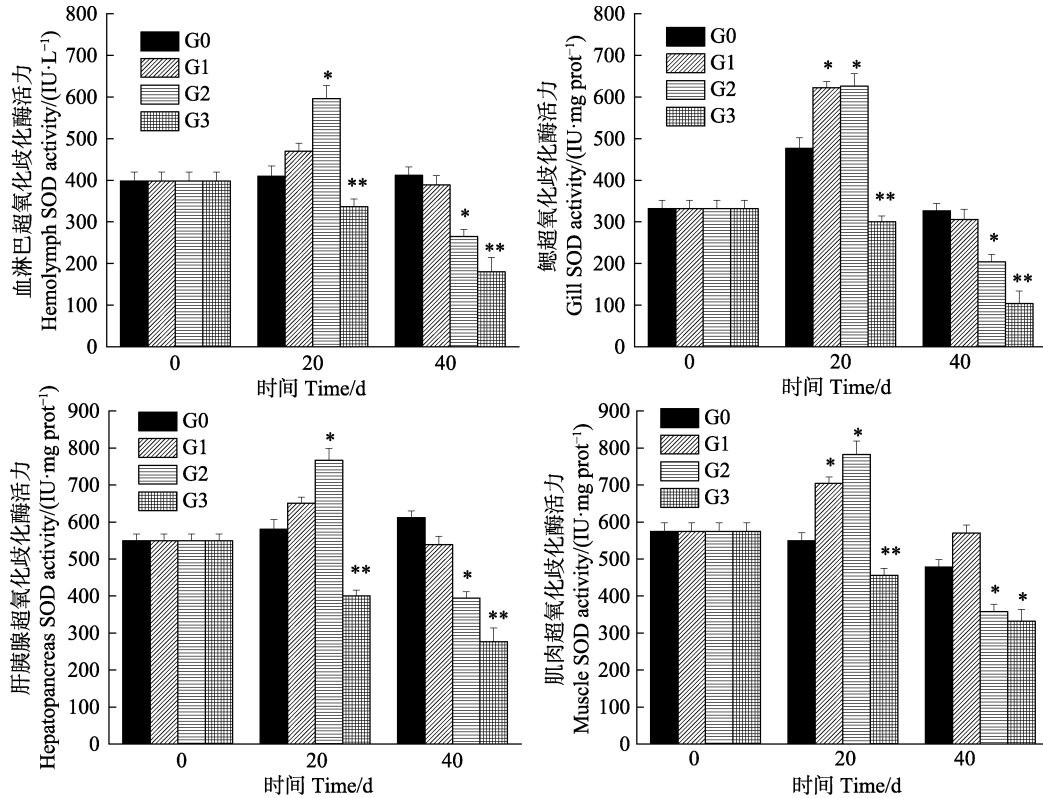 血淋巴超氧化歧化酶活力
Hemolymph SOD activity/(IU·L⁻¹)
800
700
600
500
400
300
200
100
0
G0
G1
G2
G3
*
**
*
**
0
20
40
时间 Time/d
鳃超氧化歧化酶活力
Gill SOD activity/(IU·mg prot⁻¹)
800
700
600
500
400
300
200
100
0
G0
G1
G2
G3
*
*
**
*
**
0
20
40
时间 Time/d
肝胰腺超氧化歧化酶活力
Hepatopancreas SOD activity/(IU·mg prot⁻¹)
900
800
700
600
500
400
300
200
100
0
G0
G1
G2
G3
*
**
*
**
0
20
40
时间 Time/d
肌肉超氧化歧化酶活力
Muscle SOD activity/(IU·mg prot⁻¹)
900
800
700
600
500
400
300
200
100
0
G0
G1
G2
G3
*
*
**
*
*
0
20
40
时间 Time/d